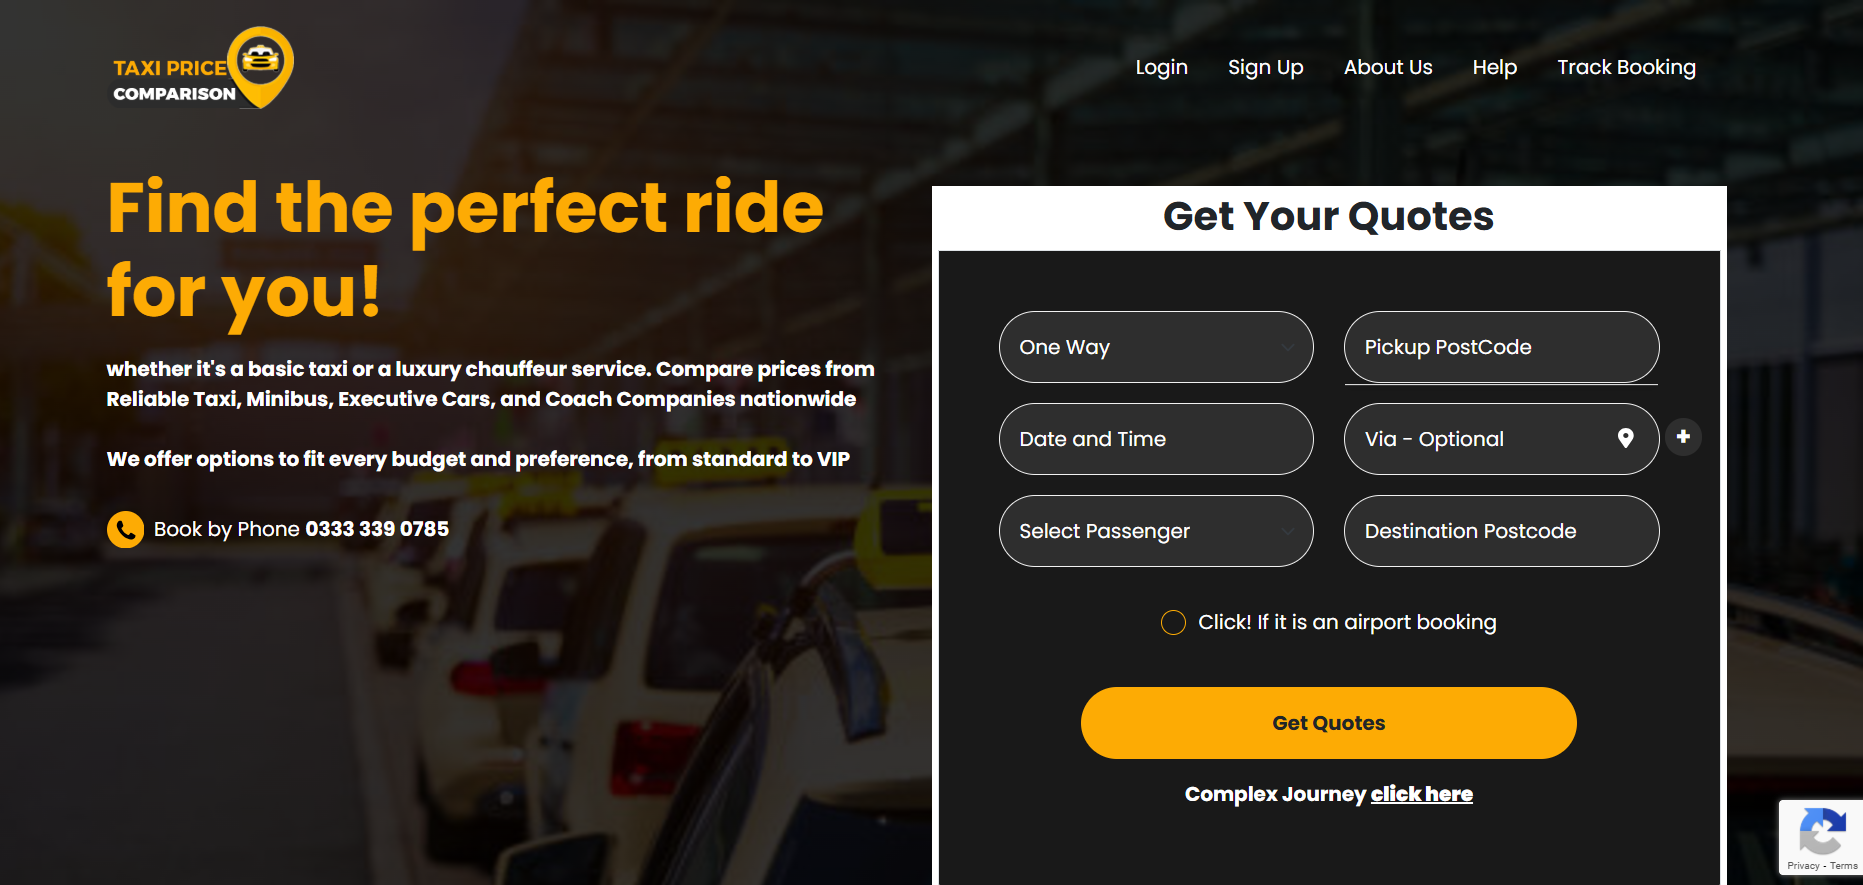 TAXI PRICE
COMPARISON
Login
Sign Up
About Us
Help
Track Booking
Find the perfect ride
for you!
whether it's a basic taxi or a luxury chauffeur service. Compare prices from
Reliable Taxi, Minibus, Executive Cars, and Coach Companies nationwide
We offer options to fit every budget and preference, from standard to VIP
Book by Phone 0333 339 0785
Get Your Quotes
One Way
Pickup PostCode
Date and Time
Via - Optional
Select Passenger
Destination Postcode
Click! If it is an airport booking
Get Quotes
Complex Journey click here
Privacy - Terms